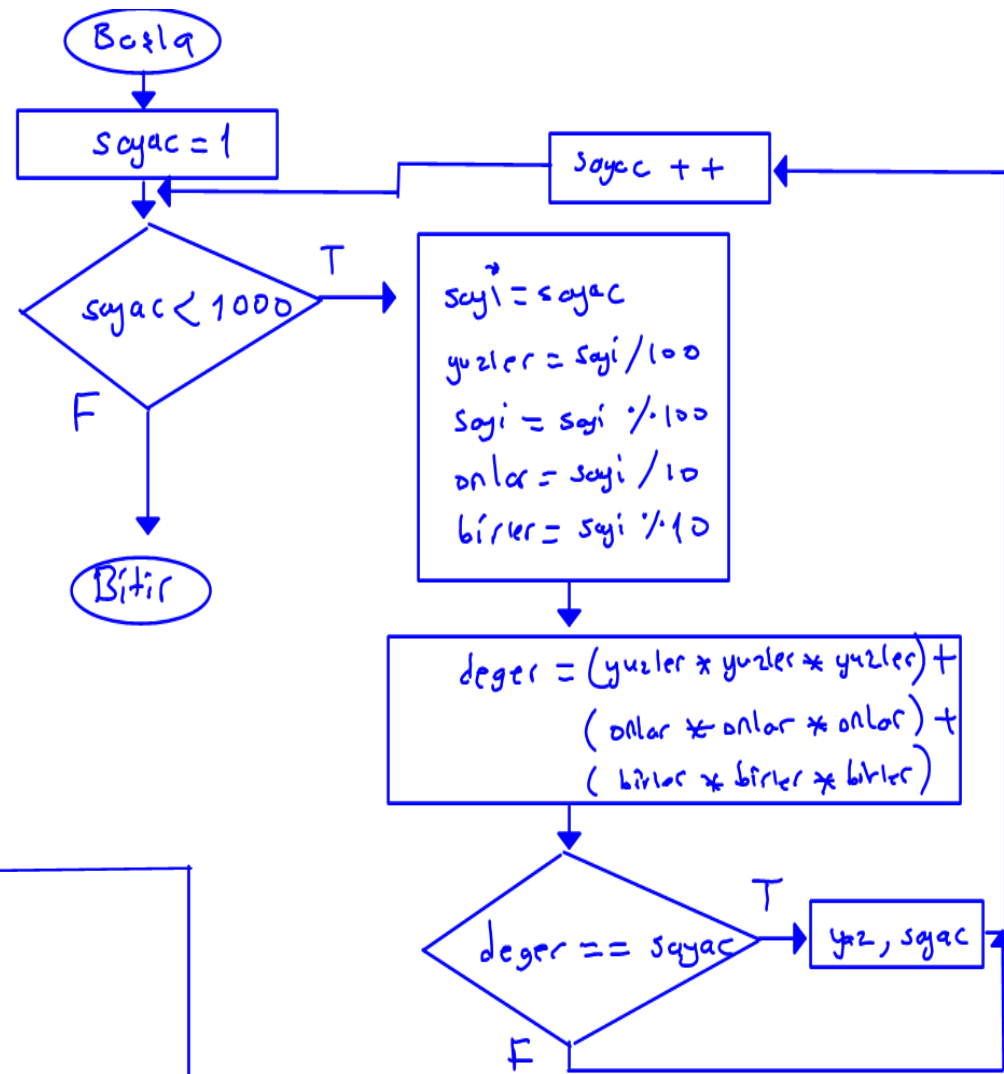 Başla
sayac = 1
sayac ++
sayac < 1000
T
F
Bitir
sayi = sayac
yuzler = sayi / 100
sayi = sayi % 100
onlar = sayi / 10
birler = sayi % 10
deger = (yuzler * yuzler * yuzler) +
( onlar * onlar * onlar ) +
( birler * birler * birler )
deger == sayac
T
yaz, sayac
F